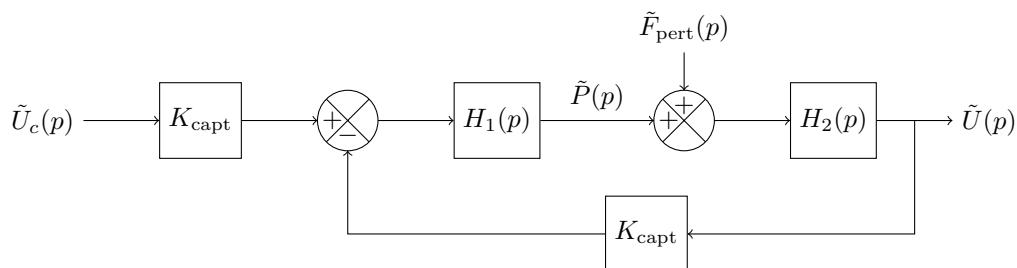 F̃pert(p)
Ũc(p) Kcapt + − H1(p) P̃(p) + + H2(p) Ũ(p)
Kcapt